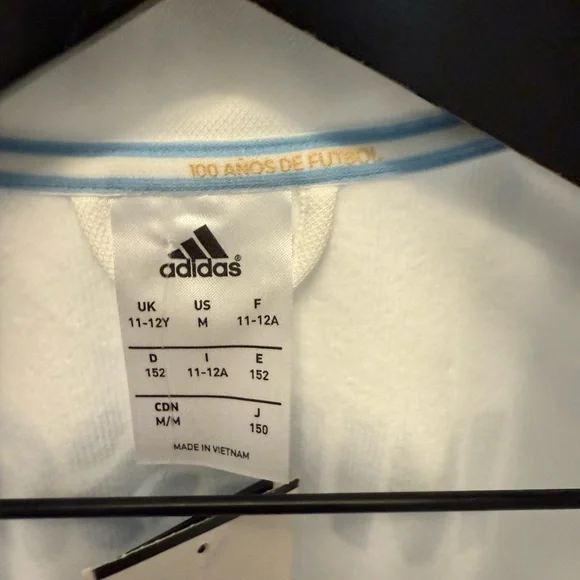 100 AÑOS DE FUTBOL
adidas®
UK US F
11-12Y M 11-12A
D I E
152 11-12A 152
CDN J
M/M 150
MADE IN VIETNAM